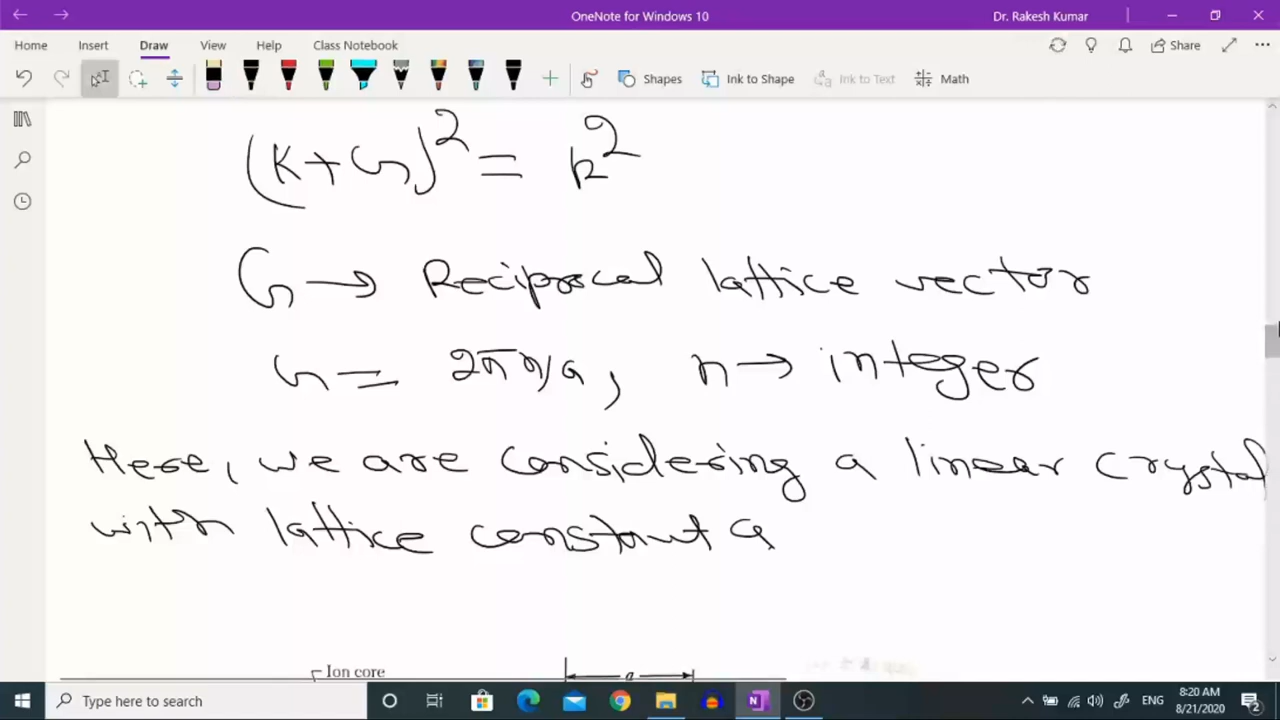 OneNote for Windows 10
Dr. Rakesh Kumar
Home Insert Draw View Help Class Notebook
Share
Shapes Ink to Shape Ink to Text Math
(K+G)² = k²
G → Reciprocal lattice vector
G = 2πn/a, n → integer
Here, we are considering a linear crystal
with lattice constant a
Ion core
a
Type here to search
ENG
8:20 AM
8/21/2020
2